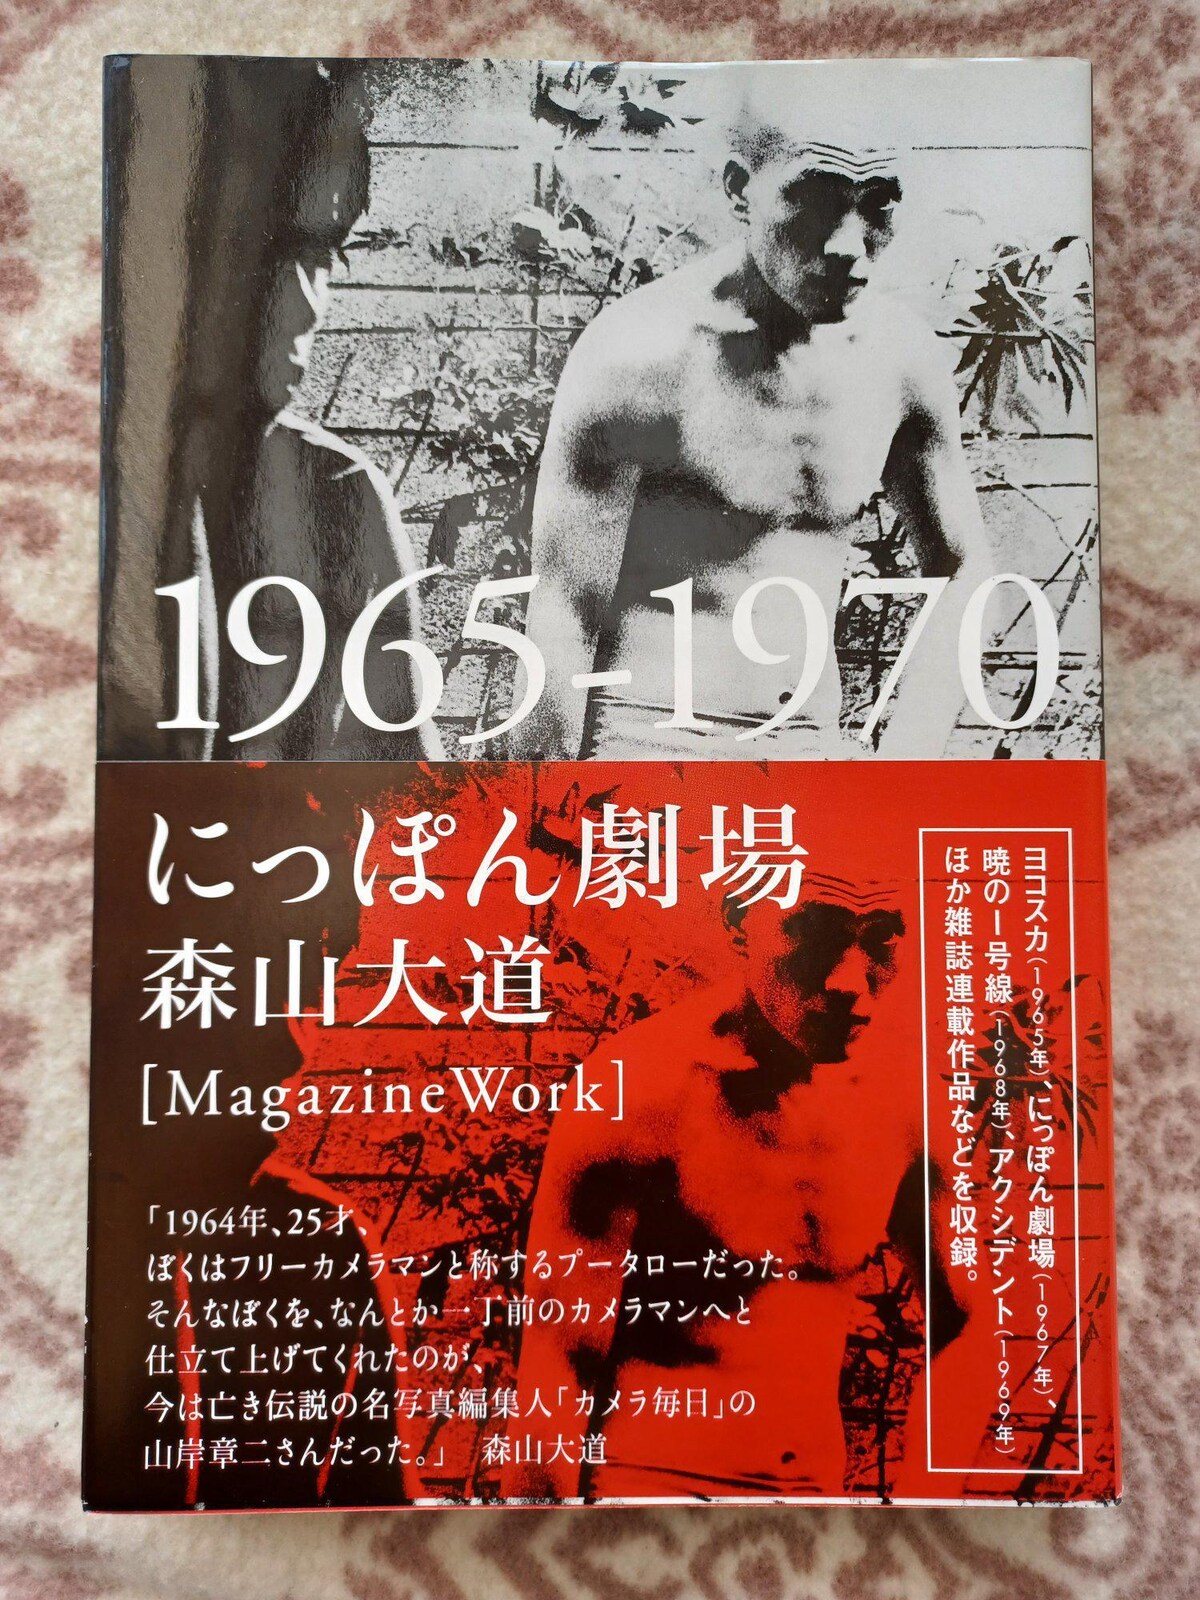 1965-1970
にっぽん劇場
森山大道
[Magazine Work]
「1964年、25才、
ぼくはフリーカメラマンと称するプータローだった。
そんなぼくを、なんとか一丁前のカメラマンへと
仕立て上げてくれたのが、
今は亡き伝説の名写真編集人「カメラ毎日」の
山岸章二さんだった。」 森山大道
ヨコスカ(1965年)、にっぽん劇場(1967年)、
暁の1号線(1968年)、アクシデント(1969年)
ほか雑誌連載作品などを収録。